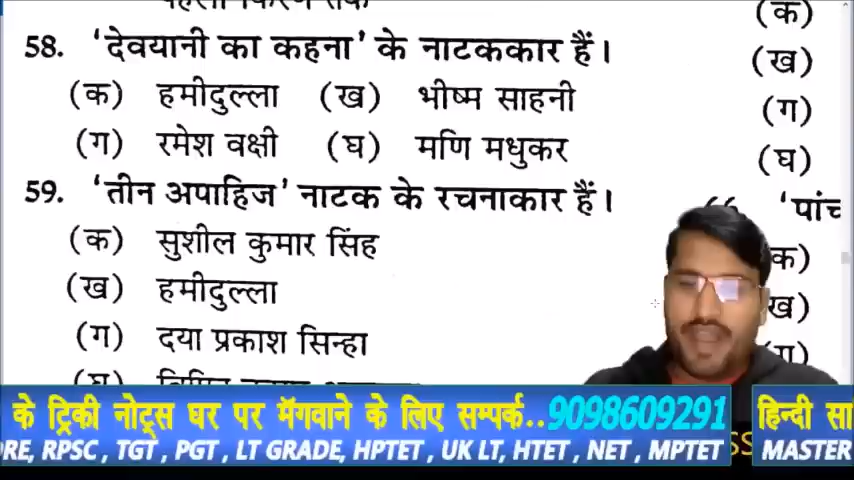 58. 'देवयानी का कहना' के नाटककार हैं।
(क) हमीदुल्ला (ख) भीष्म साहनी
(ग) रमेश वक्षी (घ) मणि मधुकर
59. 'तीन अपाहिज' नाटक के रचनाकार हैं।
(क) सुशील कुमार सिंह
(ख) हमीदुल्ला
(ग) दया प्रकाश सिन्हा
(घ)
(क)
(ख)
(ग)
(घ)
'पांच
क)
ख)
ग)
के ट्रिकी नोट्स घर पर मॅगवाने के लिए सम्पर्क..9098609291 हिन्दी सा
RE, RPSC , TGT , PGT , LT GRADE, HPTET , UK LT, HTET , NET , MPTET MASTER